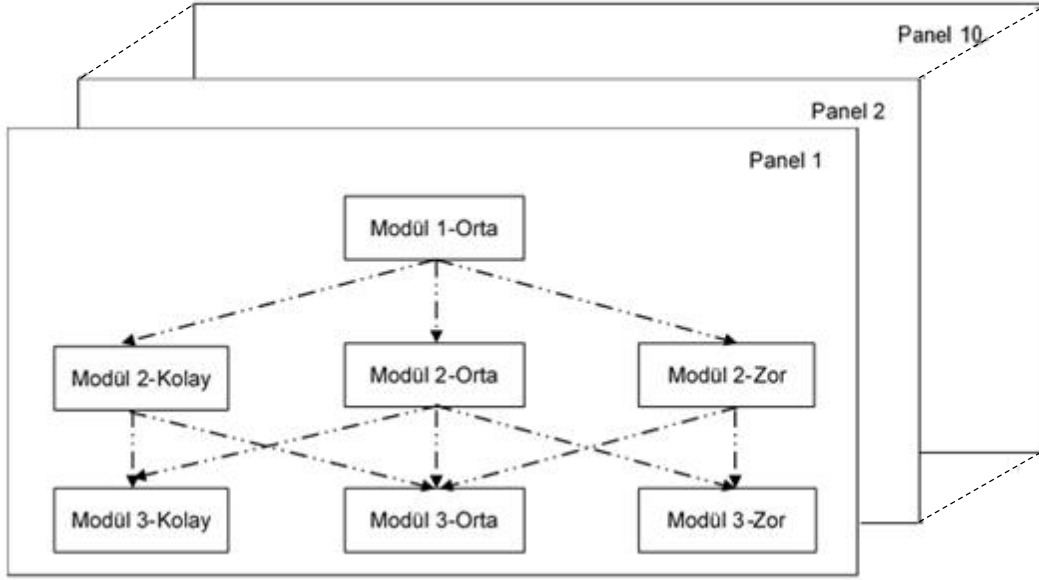 Panel 10
Panel 2
Panel 1
Modül 1-Orta
Modül 2-Kolay
Modül 2-Orta
Modül 2-Zor
Modül 3-Kolay
Modül 3-Orta
Modül 3-Zor